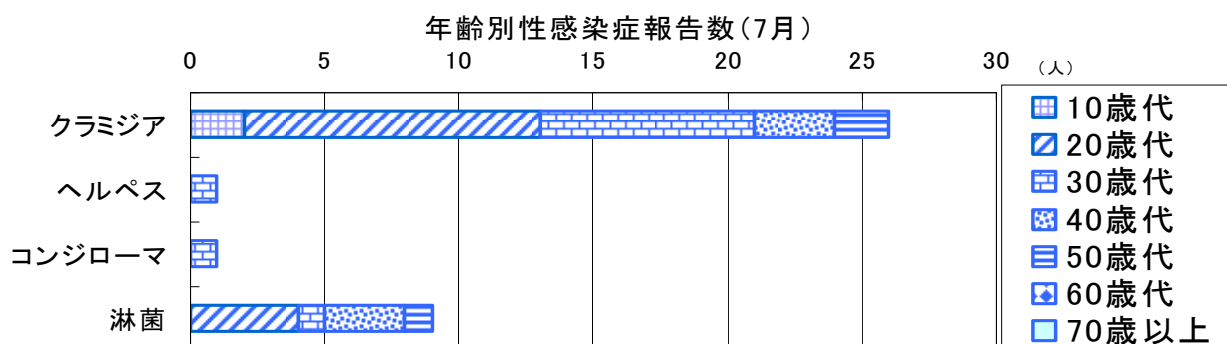 年齢別性感染症報告数(7月)
0 5 10 15 20 25 30 (人)
クラミジア
ヘルペス
コンジローマ
淋菌
10歳代
20歳代
30歳代
40歳代
50歳代
60歳代
70歳以上